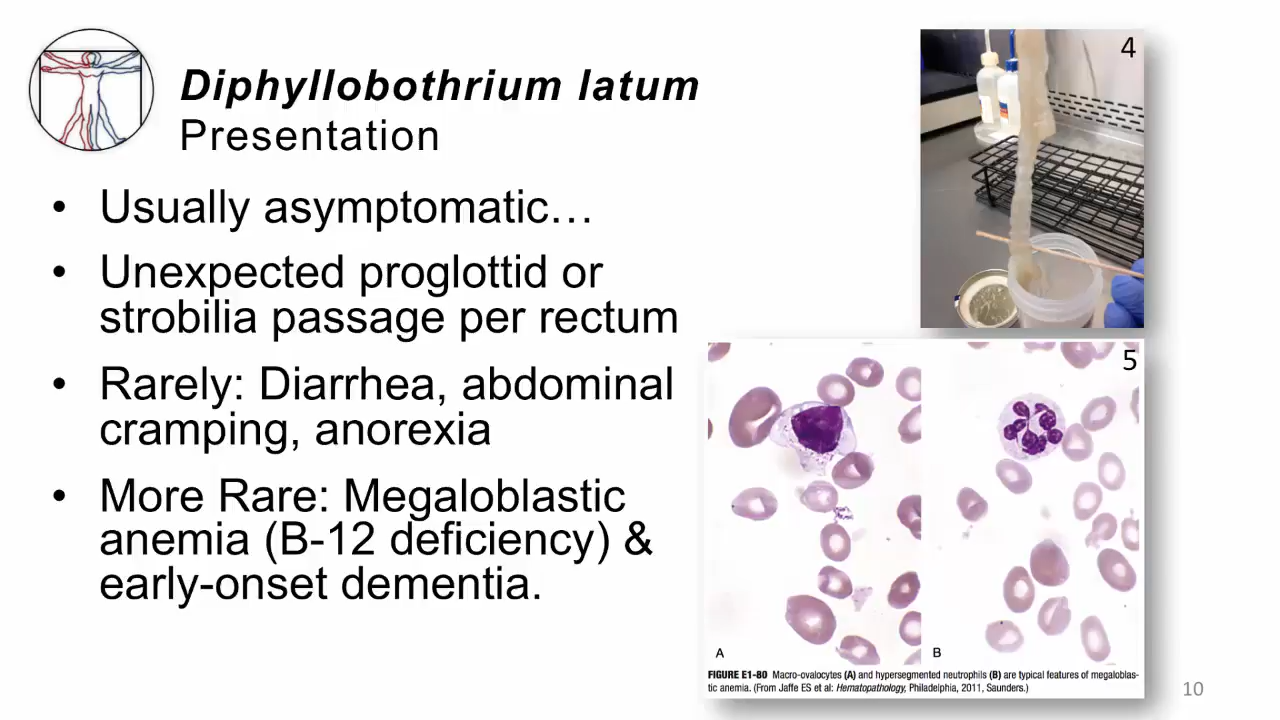 Diphyllobothrium latum
Presentation
• Usually asymptomatic…
• Unexpected proglottid or
strobilia passage per rectum
• Rarely: Diarrhea, abdominal
cramping, anorexia
• More Rare: Megaloblastic
anemia (B-12 deficiency) &
early-onset dementia.
4
5
A
B
FIGURE E1-80 Macro-ovalocytes (A) and hypersegmented neutrophils (B) are typical features of megaloblas-
tic anemia. (From Jaffe ES et al: Hematopathology, Philadelphia, 2011, Saunders.)
10